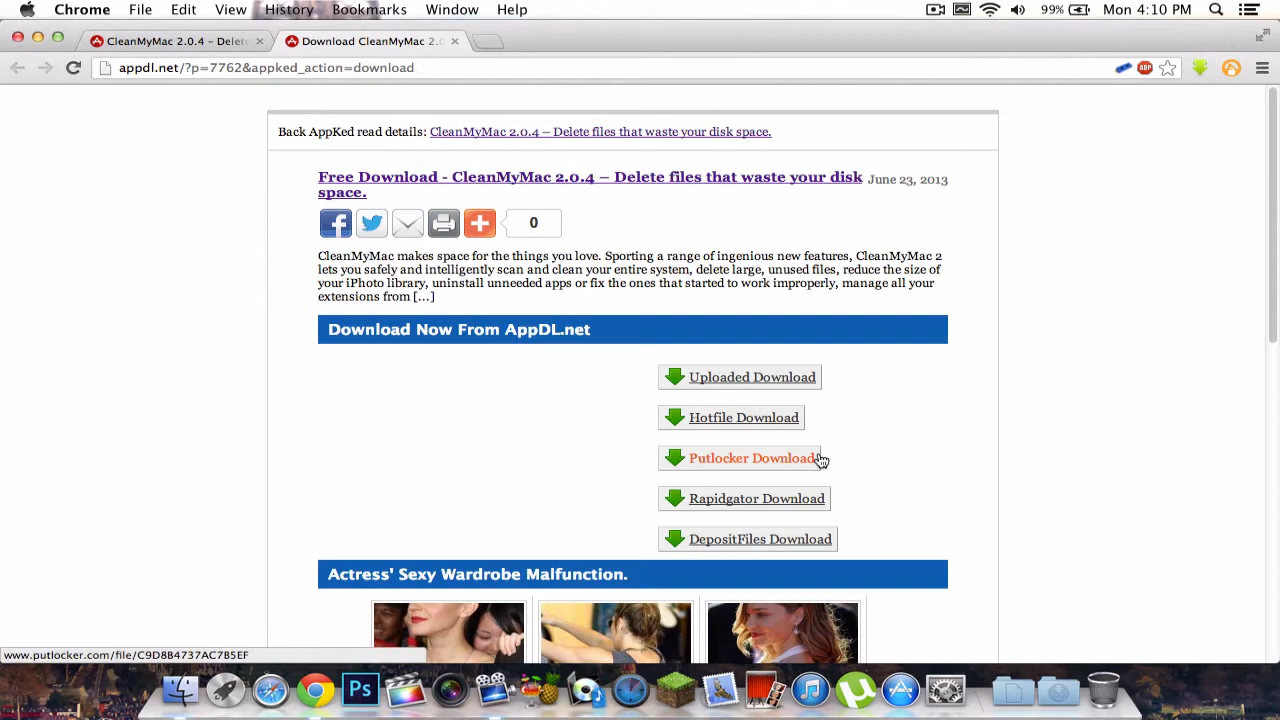 Chrome File Edit View History Bookmarks Window Help 99% Mon 4:10 PM
CleanMyMac 2.0.4 – Delete Download CleanMyMac 2.0
appdl.net/?p=7762&appked_action=download ABP
Back AppKed read details: CleanMyMac 2.0.4 – Delete files that waste your disk space.
Free Download - CleanMyMac 2.0.4 – Delete files that waste your disk
space.
June 23, 2013
0
CleanMyMac makes space for the things you love. Sporting a range of ingenious new features, CleanMyMac 2
lets you safely and intelligently scan and clean your entire system, delete large, unused files, reduce the size of
your iPhoto library, uninstall unneeded apps or fix the ones that started to work improperly, manage all your
extensions from [...]
Download Now From AppDL.net
Uploaded Download
Hotfile Download
Putlocker Download
Rapidgator Download
DepositFiles Download
Actress' Sexy Wardrobe Malfunction.
www.putlocker.com/file/C9D8B4737AC7B5EF
Ps